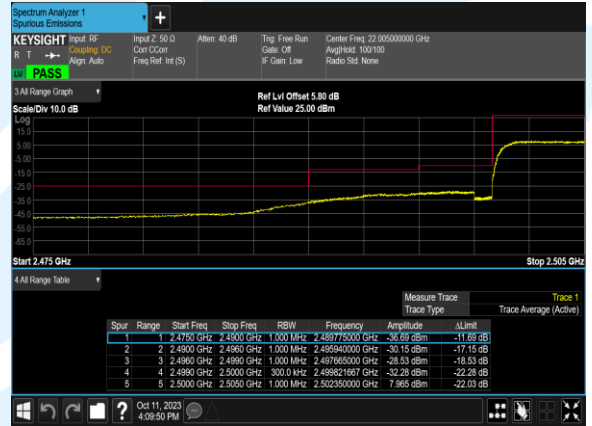 Spectrum Analyzer 1
Spurious Emissions
KEYSIGHT Input: RF Input Z: 50 Ω Atten: 40 dB Trig: Free Run Center Freq: 22.005000000 GHz
R T Coupling: DC Corr CCorr Gate: Off Avg|Hold: 100/100
Align: Auto Freq Ref: Int (S) IF Gain: Low Radio Std: None
PASS
3 All Range Graph
Ref Lvl Offset 5.80 dB
Scale/Div 10.0 dB Ref Value 25.00 dBm
Log
15.0
5.00
-5.00
-15.0
-25.0
-35.0
-45.0
-55.0
-65.0
Start 2.475 GHz Stop 2.505 GHz
4 All Range Table
Measure Trace Trace 1
Trace Type Trace Average (Active)
Spur Range Start Freq Stop Freq RBW Frequency Amplitude ΔLimit
1 1 2.4750 GHz 2.4900 GHz 1.000 MHz 2.489775000 GHz -36.69 dBm -11.69 dB
2 2 2.4900 GHz 2.4960 GHz 1.000 MHz 2.495940000 GHz -30.15 dBm -17.15 dB
3 3 2.4960 GHz 2.4990 GHz 1.000 MHz 2.497665000 GHz -28.53 dBm -18.53 dB
4 4 2.4990 GHz 2.5000 GHz 300.0 kHz 2.499821667 GHz -32.28 dBm -22.28 dB
5 5 2.5000 GHz 2.5050 GHz 1.000 MHz 2.502350000 GHz 7.965 dBm -22.03 dB
Oct 11, 2023
4:09:50 PM